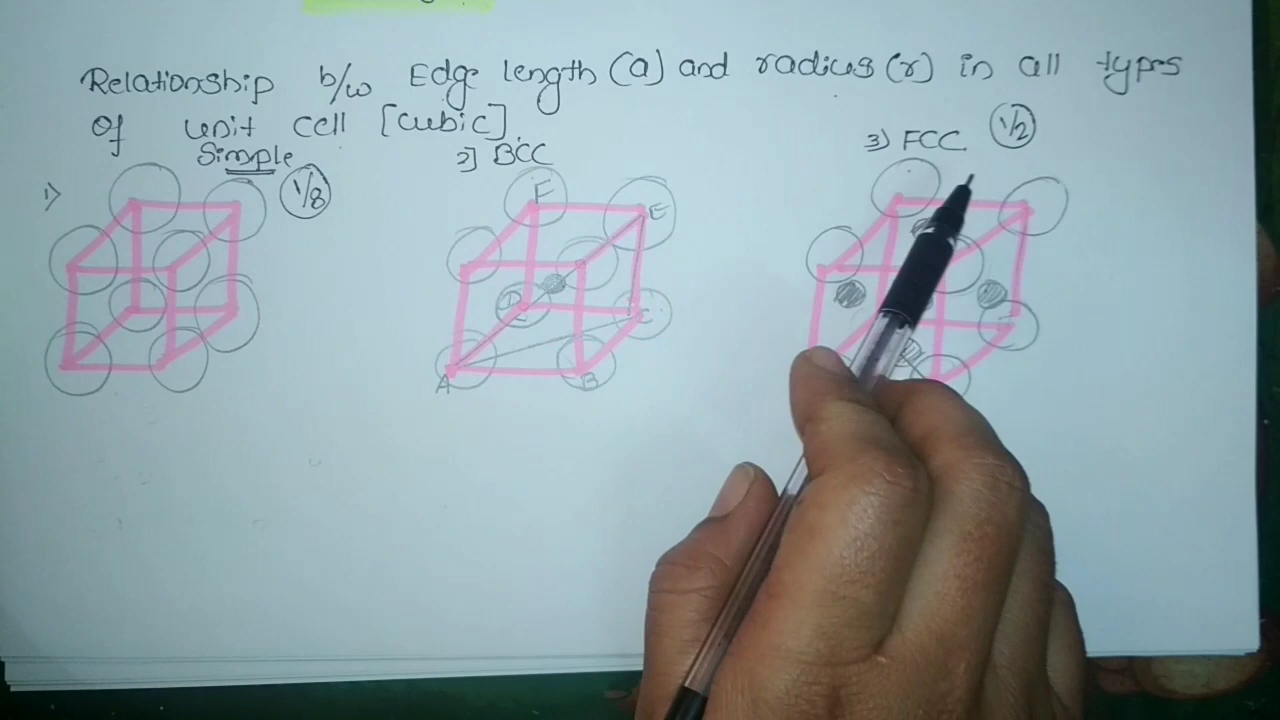 Relationship b/w Edge length (a) and radius (r) in all types
Of unit cell [cubic].
Simple
1) 1/8
2] BCC
F
E
D
C
A
B
3) FCC 1/2